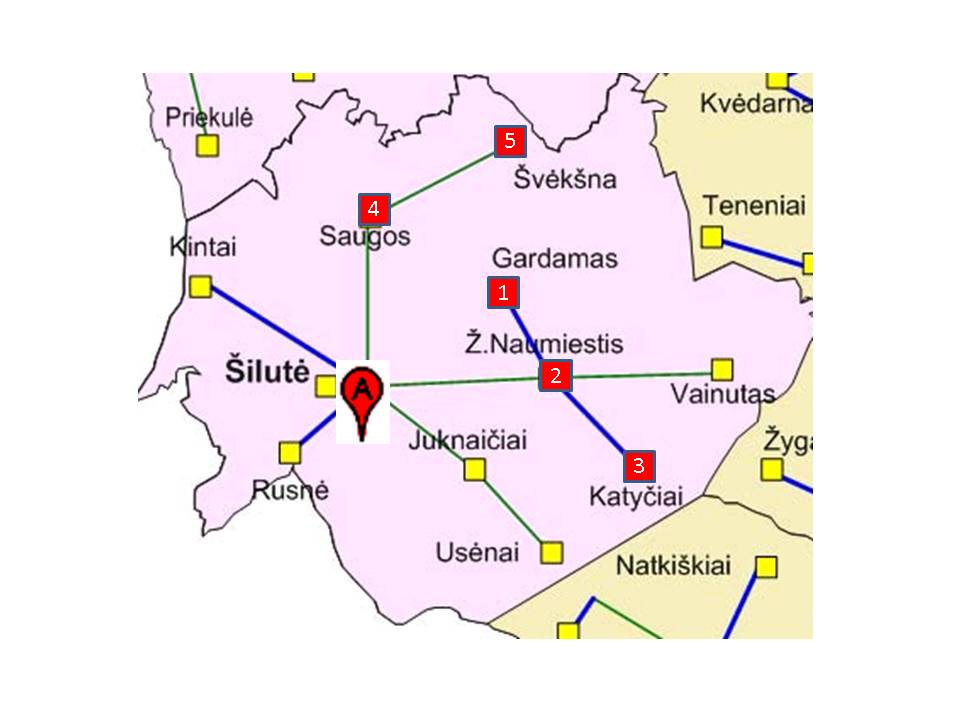 Priekulė
Kvėdarna
5
Švėkšna
4
Saugos
Teneniai
Kintai
Gardamas
1
Ž.Naumiestis
Šilutė
A
2
Vainutas
Juknaičiai
Žyga
3
Rusnė
Katyčiai
Usėnai
Natkiškiai